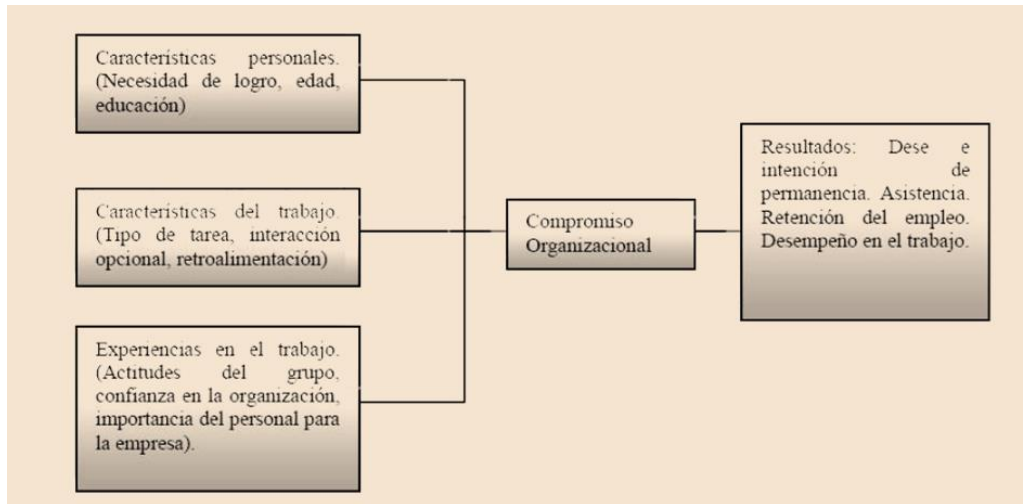 Características personales.
(Necesidad de logro, edad,
educación)
Características del trabajo.
(Tipo de tarea, interacción
opcional, retroalimentación)
Experiencias en el trabajo.
(Actitudes del grupo,
confianza en la organización,
importancia del personal para
la empresa).
Compromiso
Organizacional
Resultados: Dese e
intención de
permanencia. Asistencia.
Retención del empleo.
Desempeño en el trabajo.